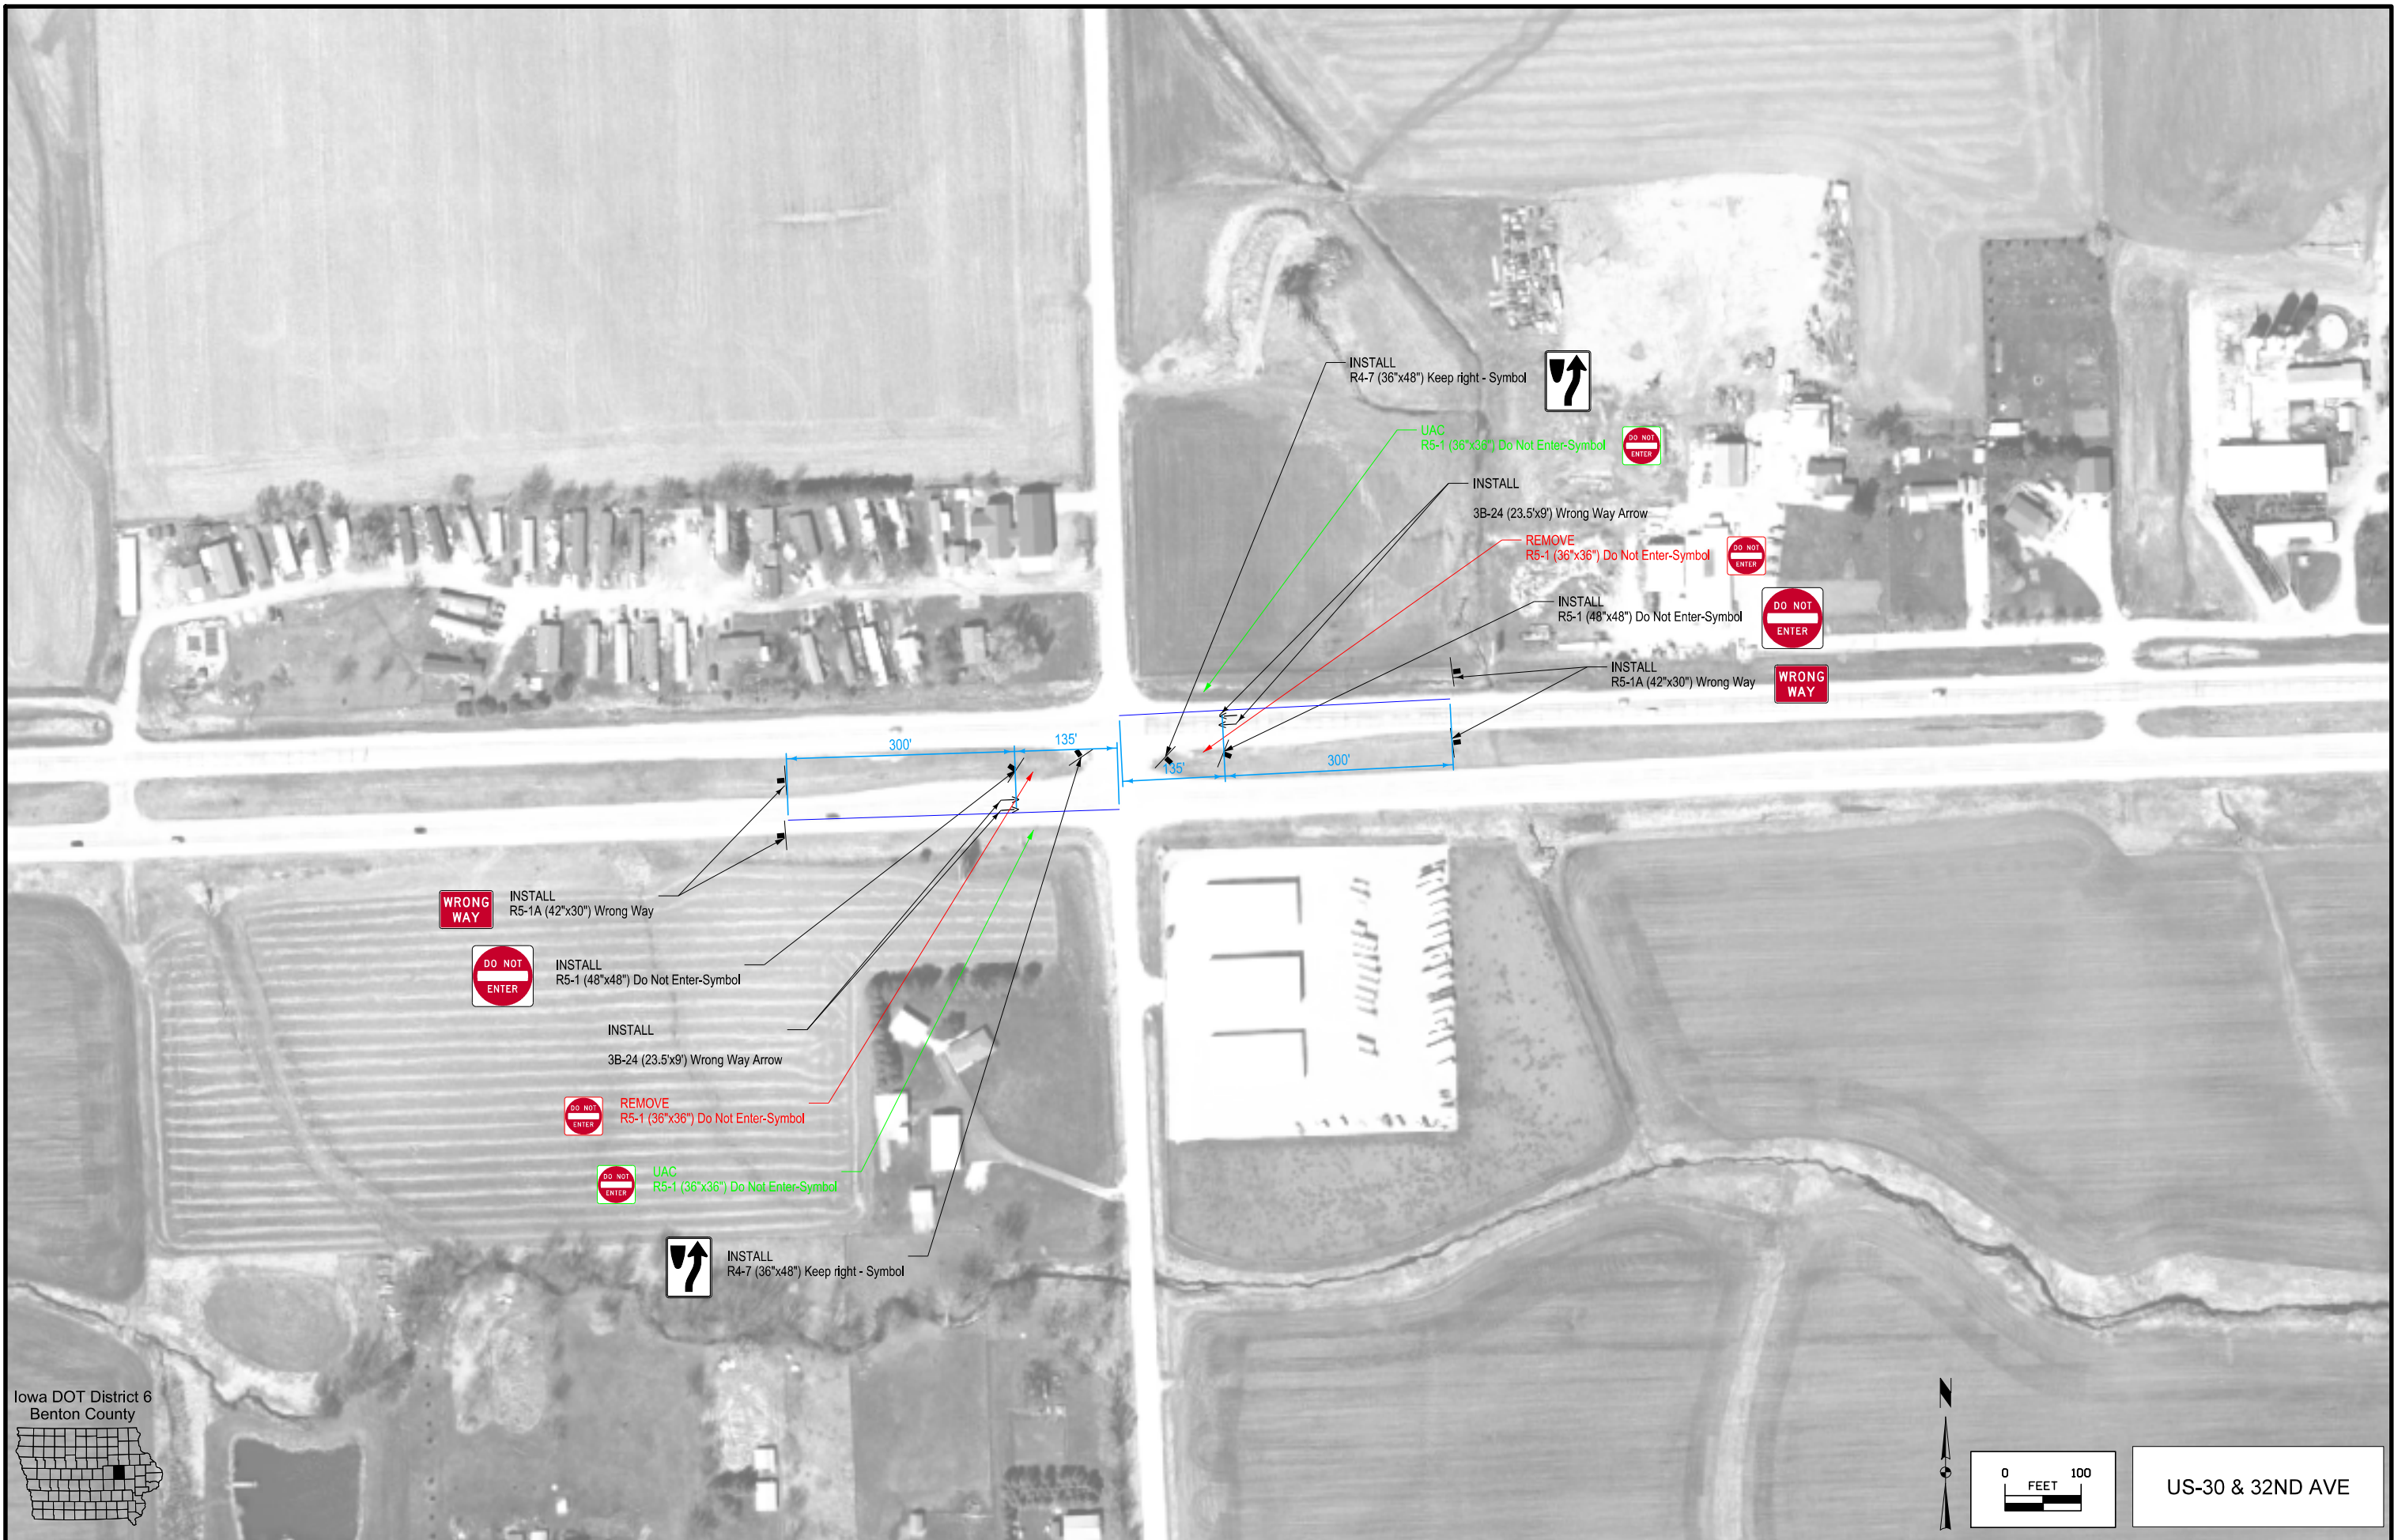 INSTALL
R4-7 (36"x48") Keep right - Symbol
UAC
R5-1 (36"x36") Do Not Enter-Symbol
DO NOT
ENTER
INSTALL
3B-24 (23.5'x9') Wrong Way Arrow
REMOVE
R5-1 (36"x36") Do Not Enter-Symbol
DO NOT
ENTER
INSTALL
R5-1 (48"x48") Do Not Enter-Symbol
DO NOT
ENTER
INSTALL
R5-1A (42"x30") Wrong Way
WRONG
WAY
300'
135'
135'
300'
WRONG
WAY
INSTALL
R5-1A (42"x30") Wrong Way
DO NOT
ENTER
INSTALL
R5-1 (48"x48") Do Not Enter-Symbol
INSTALL
3B-24 (23.5'x9') Wrong Way Arrow
DO NOT
ENTER
REMOVE
R5-1 (36"x36") Do Not Enter-Symbol
DO NOT
ENTER
UAC
R5-1 (36"x36") Do Not Enter-Symbol
INSTALL
R4-7 (36"x48") Keep right - Symbol
Iowa DOT District 6
Benton County
N
0 100
FEET
US-30 & 32ND AVE